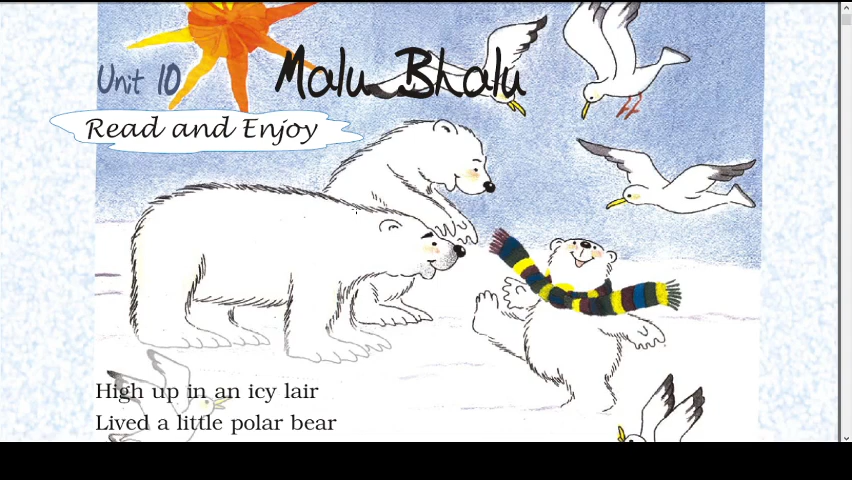 Unit 10
Malu Bhalu
Read and Enjoy
High up in an icy lair
Lived a little polar bear